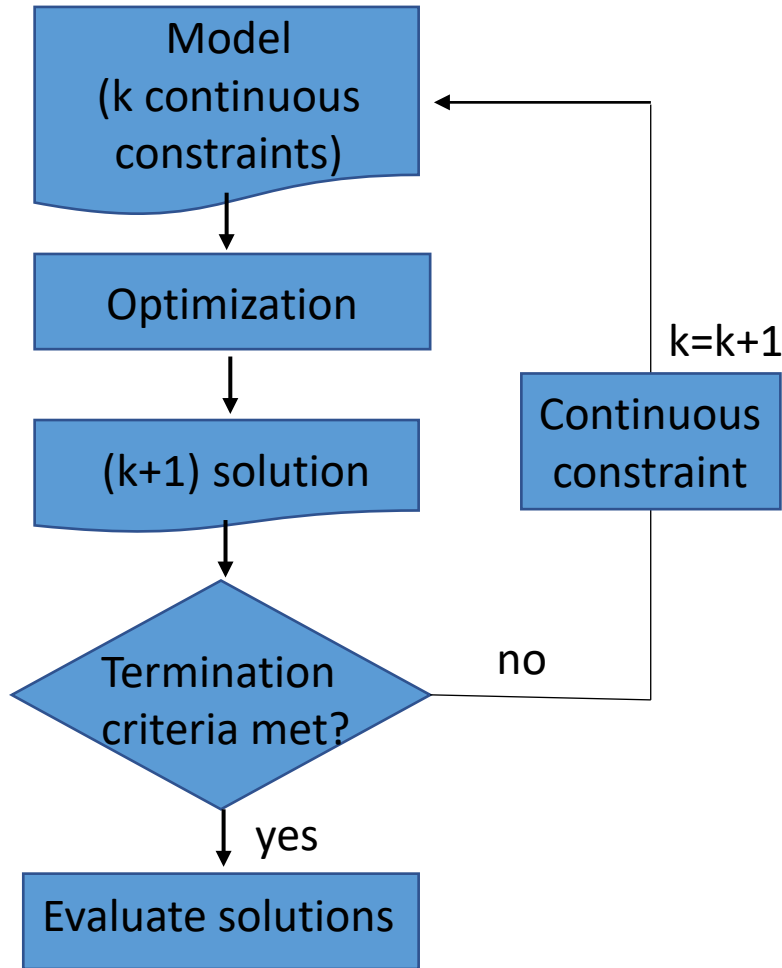 Model
(k continuous
constraints)
Optimization
k=k+1
Continuous
constraint
(k+1) solution
Termination
criteria met?
no
yes
Evaluate solutions